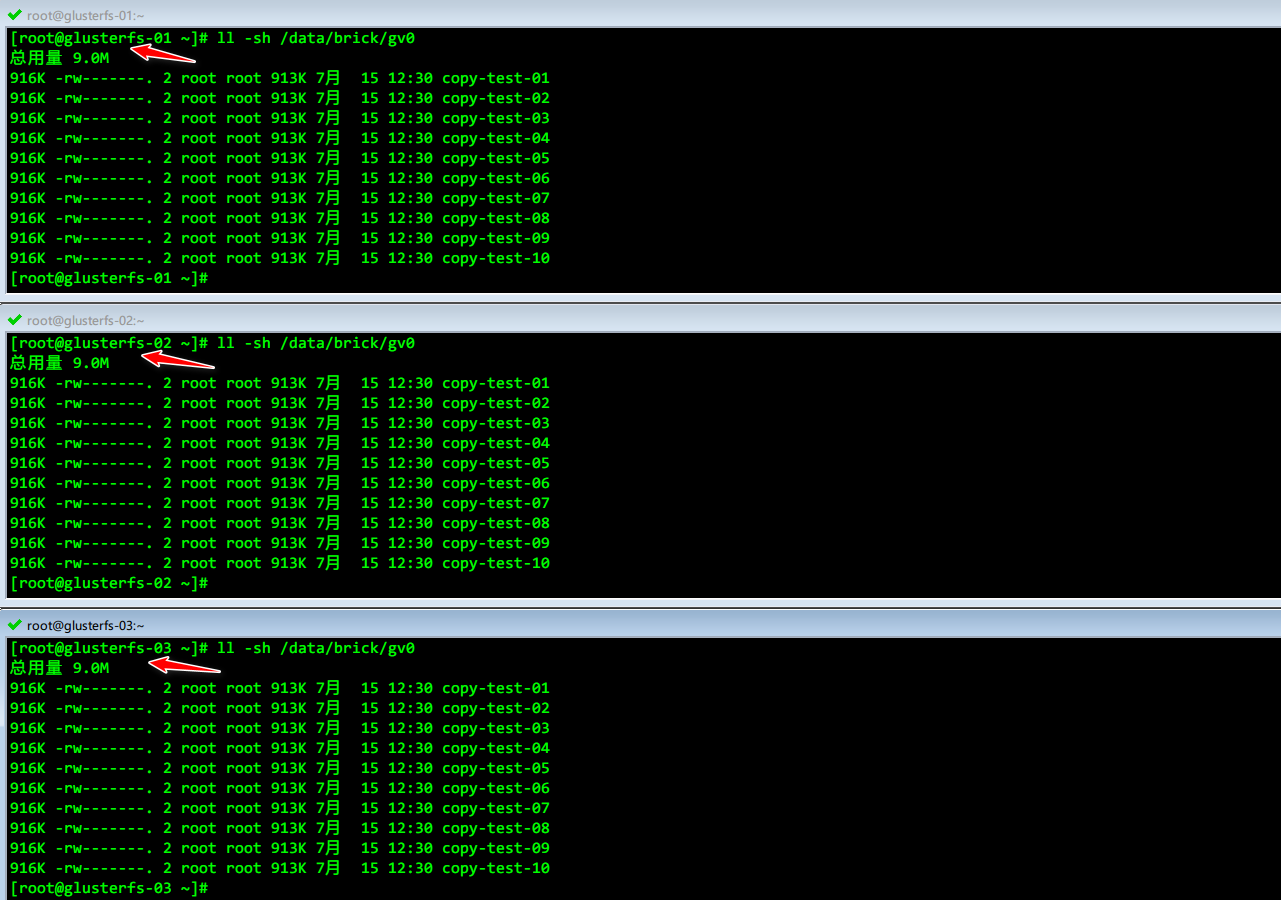 root@glusterfs-01:~
[root@glusterfs-01 ~]# ll -sh /data/brick/gv0
总用量 9.0M
916K -rw-------. 2 root root 913K 7月  15 12:30 copy-test-01
916K -rw-------. 2 root root 913K 7月  15 12:30 copy-test-02
916K -rw-------. 2 root root 913K 7月  15 12:30 copy-test-03
916K -rw-------. 2 root root 913K 7月  15 12:30 copy-test-04
916K -rw-------. 2 root root 913K 7月  15 12:30 copy-test-05
916K -rw-------. 2 root root 913K 7月  15 12:30 copy-test-06
916K -rw-------. 2 root root 913K 7月  15 12:30 copy-test-07
916K -rw-------. 2 root root 913K 7月  15 12:30 copy-test-08
916K -rw-------. 2 root root 913K 7月  15 12:30 copy-test-09
916K -rw-------. 2 root root 913K 7月  15 12:30 copy-test-10
[root@glusterfs-01 ~]#
root@glusterfs-02:~
[root@glusterfs-02 ~]# ll -sh /data/brick/gv0
总用量 9.0M
916K -rw-------. 2 root root 913K 7月  15 12:30 copy-test-01
916K -rw-------. 2 root root 913K 7月  15 12:30 copy-test-02
916K -rw-------. 2 root root 913K 7月  15 12:30 copy-test-03
916K -rw-------. 2 root root 913K 7月  15 12:30 copy-test-04
916K -rw-------. 2 root root 913K 7月  15 12:30 copy-test-05
916K -rw-------. 2 root root 913K 7月  15 12:30 copy-test-06
916K -rw-------. 2 root root 913K 7月  15 12:30 copy-test-07
916K -rw-------. 2 root root 913K 7月  15 12:30 copy-test-08
916K -rw-------. 2 root root 913K 7月  15 12:30 copy-test-09
916K -rw-------. 2 root root 913K 7月  15 12:30 copy-test-10
[root@glusterfs-02 ~]#
root@glusterfs-03:~
[root@glusterfs-03 ~]# ll -sh /data/brick/gv0
总用量 9.0M
916K -rw-------. 2 root root 913K 7月  15 12:30 copy-test-01
916K -rw-------. 2 root root 913K 7月  15 12:30 copy-test-02
916K -rw-------. 2 root root 913K 7月  15 12:30 copy-test-03
916K -rw-------. 2 root root 913K 7月  15 12:30 copy-test-04
916K -rw-------. 2 root root 913K 7月  15 12:30 copy-test-05
916K -rw-------. 2 root root 913K 7月  15 12:30 copy-test-06
916K -rw-------. 2 root root 913K 7月  15 12:30 copy-test-07
916K -rw-------. 2 root root 913K 7月  15 12:30 copy-test-08
916K -rw-------. 2 root root 913K 7月  15 12:30 copy-test-09
916K -rw-------. 2 root root 913K 7月  15 12:30 copy-test-10
[root@glusterfs-03 ~]#